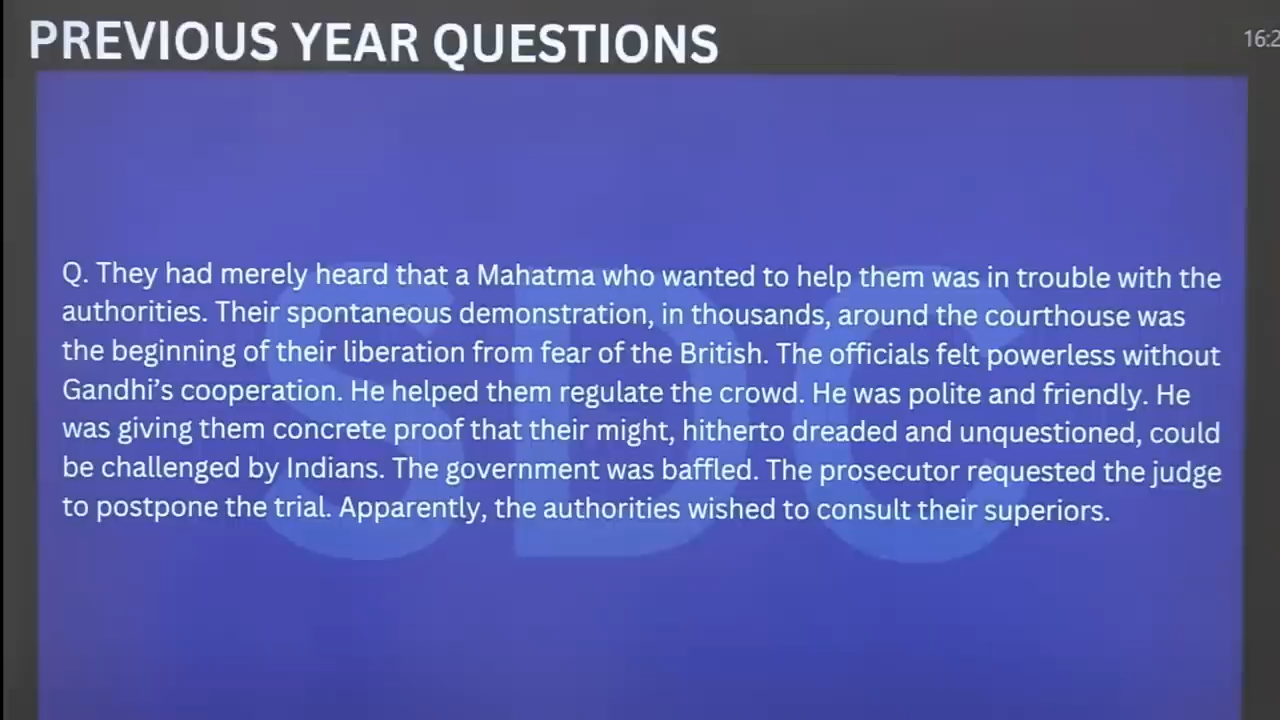 PREVIOUS YEAR QUESTIONS
16:2
Q. They had merely heard that a Mahatma who wanted to help them was in trouble with the
authorities. Their spontaneous demonstration, in thousands, around the courthouse was
the beginning of their liberation from fear of the British. The officials felt powerless without
Gandhi’s cooperation. He helped them regulate the crowd. He was polite and friendly. He
was giving them concrete proof that their might, hitherto dreaded and unquestioned, could
be challenged by Indians. The government was baffled. The prosecutor requested the judge
to postpone the trial. Apparently, the authorities wished to consult their superiors.
SDC